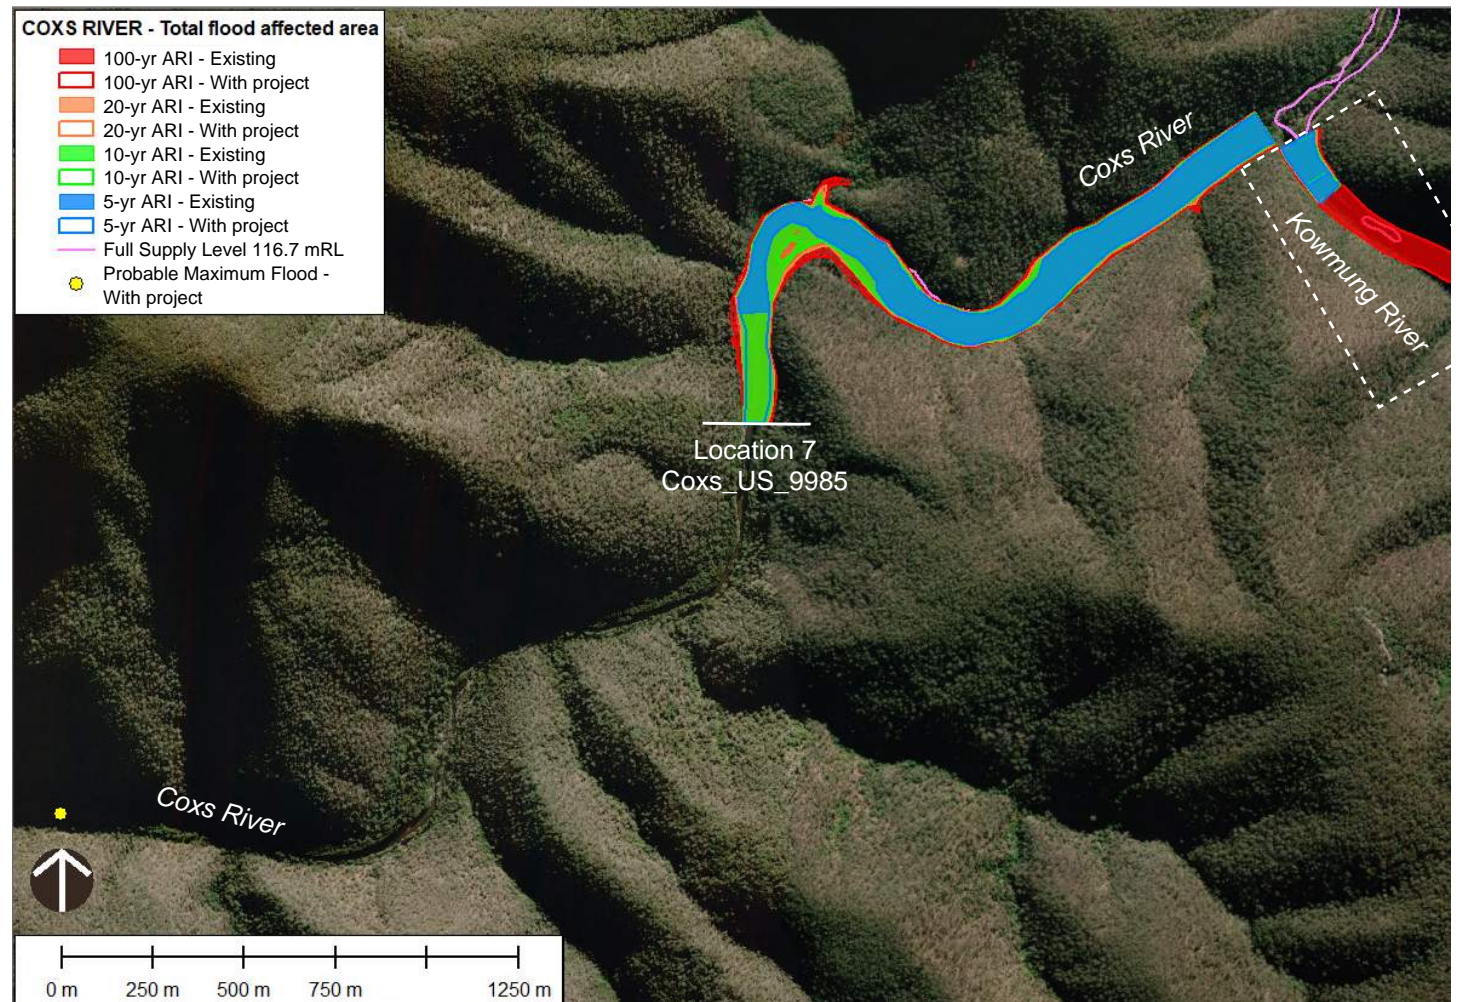 COXS RIVER - Total flood affected area
100-yr ARI - Existing
100-yr ARI - With project
20-yr ARI - Existing
20-yr ARI - With project
10-yr ARI - Existing
10-yr ARI - With project
5-yr ARI - Existing
5-yr ARI - With project
Full Supply Level 116.7 mRL
Probable Maximum Flood -
With project
Coxs River
Kowmung River
Location 7
Coxs_US_9985
Coxs River
0 m 250 m 500 m 750 m 1250 m